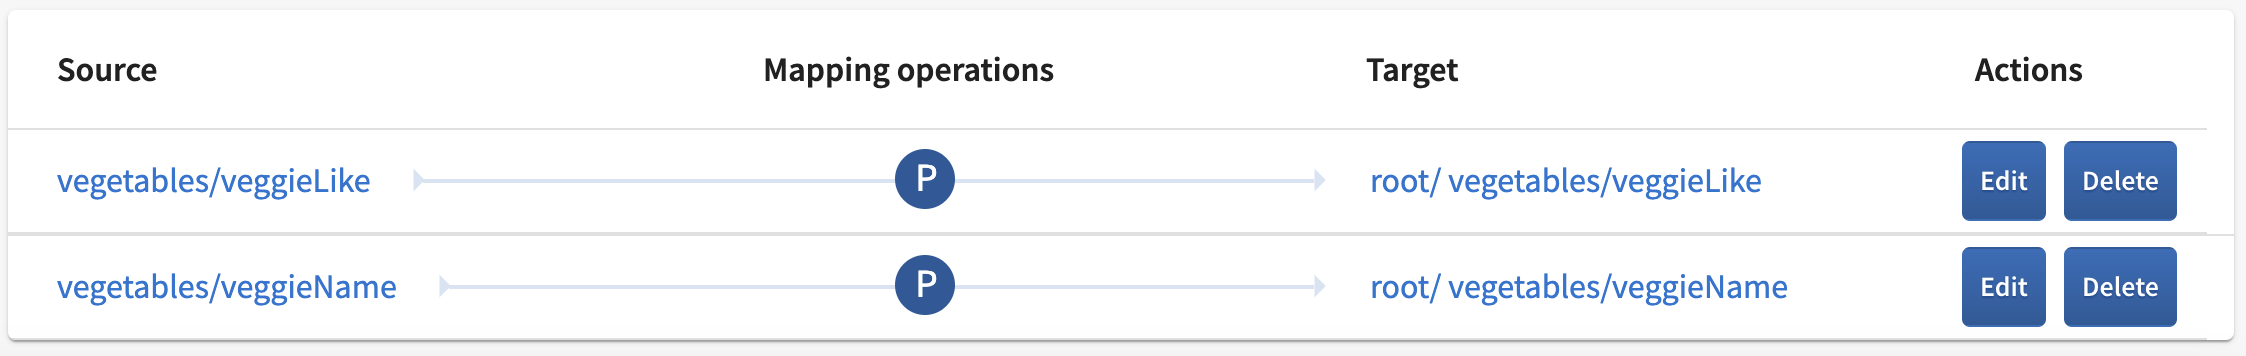 Source Mapping operations Target Actions
vegetables/veggieLike P root/ vegetables/veggieLike Edit Delete
vegetables/veggieName P root/ vegetables/veggieName Edit Delete